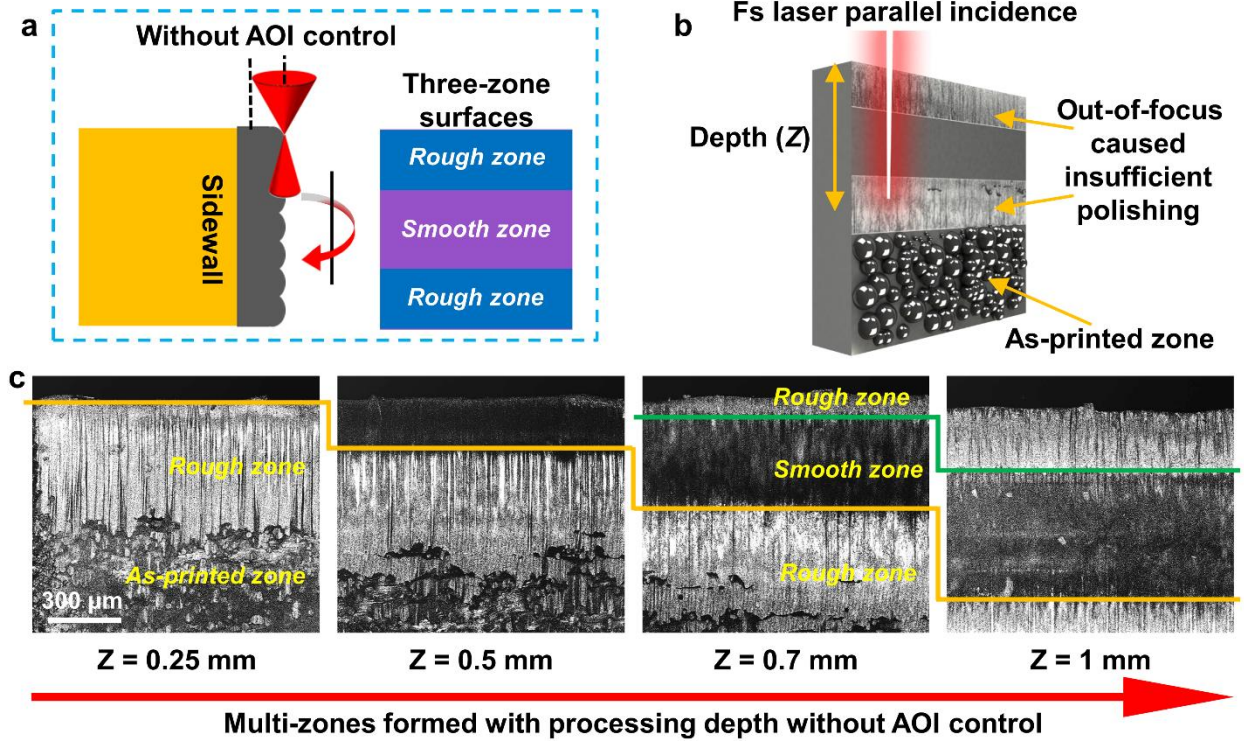 a
Without AOI control
Sidewall
Three-zone
surfaces
Rough zone
Smooth zone
Rough zone
b
Fs laser parallel incidence
Depth (Z)
Out-of-focus
caused
insufficient
polishing
As-printed zone
c
Rough zone
As-printed zone
300 μm
Rough zone
Smooth zone
Rough zone
Z = 0.25 mm
Z = 0.5 mm
Z = 0.7 mm
Z = 1 mm
Multi-zones formed with processing depth without AOI control